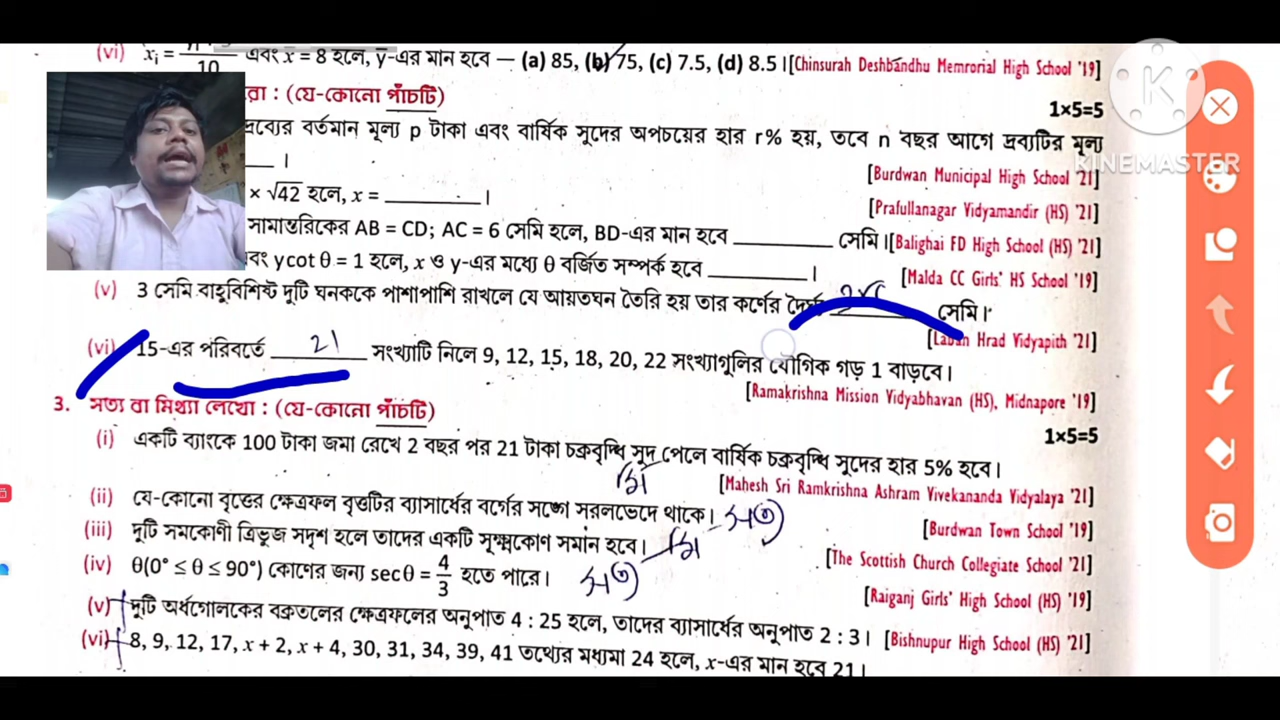 (vi) xᵢ = 10 এবং x̄ = 8 হলে, ȳ-এর মান হবে — (a) 85, (b) 75, (c) 7.5, (d) 8.5। [Chinsurah Deshbandhu Memrorial High School '19]
: (যে-কোনো পাঁচটি) 1×5=5
দ্রব্যের বর্তমান মূল্য p টাকা এবং বার্ষিক সুদের অপচয়ের হার r% হয়, তবে n বছর আগে দ্রব্যটির মূল্য
______ ।
[Burdwan Municipal High School '21]
× √42 হলে, x = ________।
[Prafullanagar Vidyamandir (HS) '21]
সামান্তরিকের AB = CD; AC = 6 সেমি হলে, BD-এর মান হবে ________ সেমি। [Balighai FD High School (HS) '21]
বং ycot θ = 1 হলে, x ও y-এর মধ্যে θ বর্জিত সম্পর্ক হবে ________।
[Malda CC Girls' HS School '19]
(v) 3 সেমি বাহুবিশিষ্ট দুটি ঘনককে পাশাপাশি রাখলে যে আয়তঘন তৈরি হয় তার কর্ণের দৈর্ঘ্য ________ সেমি।
[Laban Hrad Vidyapith '21]
(vi) 15-এর পরিবর্তে 21 সংখ্যাটি নিলে 9, 12, 15, 18, 20, 22 সংখ্যাগুলির যৌগিক গড় 1 বাড়বে।
[Ramakrishna Mission Vidyabhavan (HS), Midnapore '19]
3. সত্য বা মিথ্যা লেখো : (যে-কোনো পাঁচটি) 1×5=5
(i) একটি ব্যাংকে 100 টাকা জমা রেখে 2 বছর পর 21 টাকা চক্রবৃদ্ধি সুদ পেলে বার্ষিক চক্রবৃদ্ধি সুদের হার 5% হবে।
মি
[Mahesh Sri Ramkrishna Ashram Vivekananda Vidyalaya '21]
(ii) যে-কোনো বৃত্তের ক্ষেত্রফল বৃত্তটির ব্যাসার্ধের বর্গের সঙ্গে সরলভেদে থাকে। [Burdwan Town School '19]
(iii) দুটি সমকোণী ত্রিভুজ সদৃশ হলে তাদের একটি সূক্ষ্মকোণ সমান হবে। মি
[The Scottish Church Collegiate School '21]
(iv) θ(0° ≤ θ ≤ 90°) কোণের জন্য secθ = 4/3 হতে পারে।
[Raiganj Girls' High School (HS) '19]
(v) দুটি অর্ধগোলকের বক্রতলের ক্ষেত্রফলের অনুপাত 4 : 25 হলে, তাদের ব্যাসার্ধের অনুপাত 2 : 3। [Bishnupur High School (HS) '21]
(vi) 8, 9, 12, 17, x + 2, x + 4, 30, 31, 34, 39, 41 তথ্যের মধ্যমা 24 হলে, x-এর মান হবে 21।
K
KINEMASTER